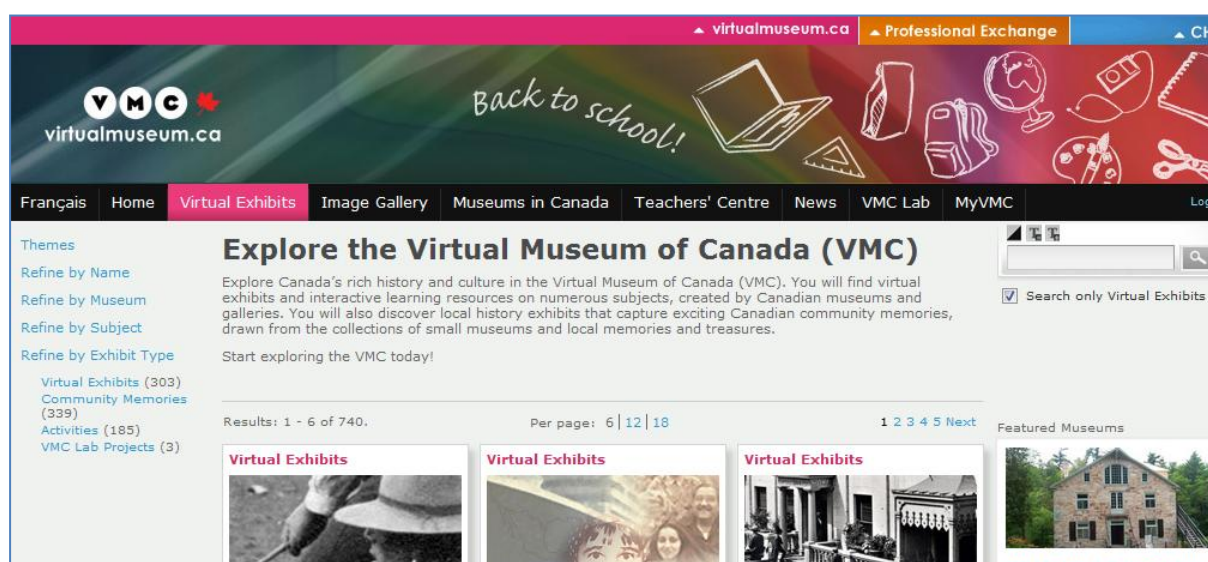 virtualmuseum.ca
Professional Exchange
CH
VMC
virtualmuseum.ca
Back to school!
Français Home Virtual Exhibits Image Gallery Museums in Canada Teachers' Centre News VMC Lab MyVMC Log
Themes
Refine by Name
Refine by Museum
Refine by Subject
Refine by Exhibit Type
Virtual Exhibits (303)
Community Memories
(339)
Activities (185)
VMC Lab Projects (3)
Explore the Virtual Museum of Canada (VMC)
Explore Canada's rich history and culture in the Virtual Museum of Canada (VMC). You will find virtual
exhibits and interactive learning resources on numerous subjects, created by Canadian museums and
galleries. You will also discover local history exhibits that capture exciting Canadian community memories,
drawn from the collections of small museums and local memories and treasures.
Start exploring the VMC today!
Results: 1 - 6 of 740.
Per page: 6 | 12 | 18
1 2 3 4 5 Next
Virtual Exhibits
Virtual Exhibits
Virtual Exhibits
Search only Virtual Exhibits
Featured Museums